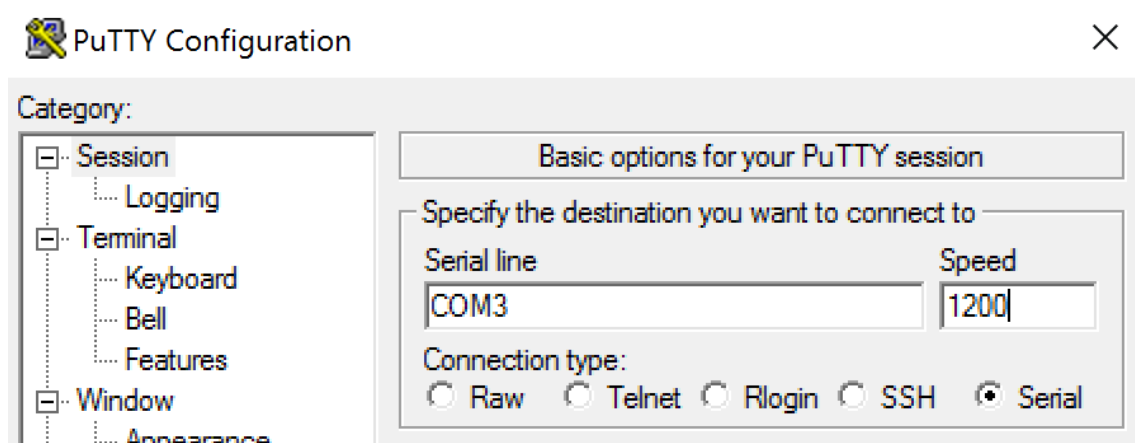 PuTTY Configuration
Category:
Session
Logging
Terminal
Keyboard
Bell
Features
Window
Appearance
Basic options for your PuTTY session
Specify the destination you want to connect to
Serial line Speed
COM3 1200
Connection type:
Raw Telnet Rlogin SSH Serial